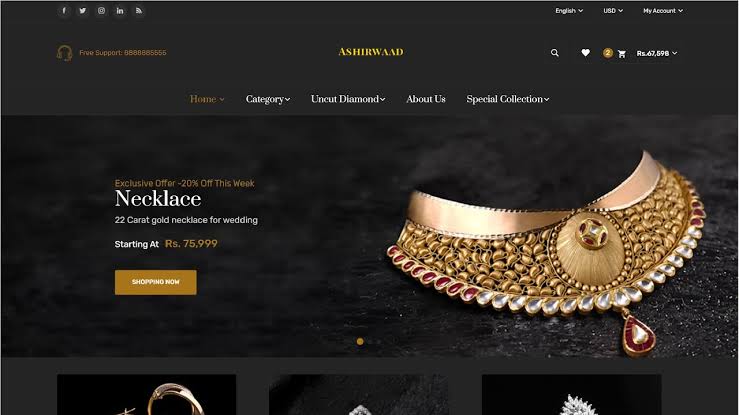 English
USD
My Account
Free Support: 8888885555
ASHIRWAAD
2
Rs.67,598
Home
Category
Uncut Diamond
About Us
Special Collection
Exclusive Offer -20% Off This Week
Necklace
22 Carat gold necklace for wedding
Starting At Rs. 75,999
SHOPPING NOW